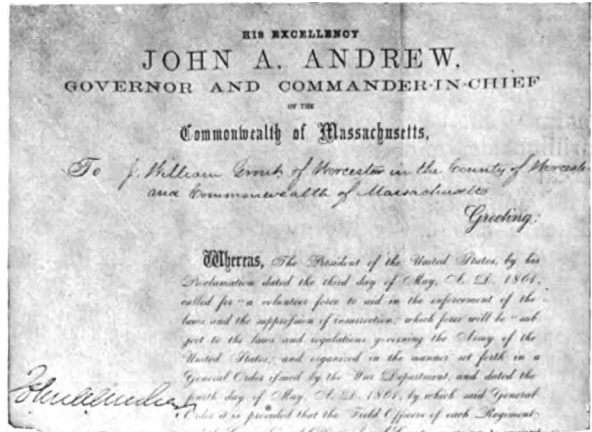 HIS EXCELLENCY
JOHN A. ANDREW,
GOVERNOR AND COMMANDER-IN-CHIEF
OF THE
Commonwealth of Massachusetts,
To J. William Grout of Worcester in the County of Worcester
and Commonwealth of Massachusetts
Greeting:
Whereas, The President of the United States, by his
Proclamation dated the third day of May, A. D. 1861,
called for "a volunteer force to aid in the enforcement of the
laws and the suppression of insurrection," which force will be "sub-
ject to the laws and regulations governing the Army of the
United States," and organized in the manner set forth in a
General Order issued by the War Department, and dated the
fourth day of May, A. D. 1861, by which said General
Order it is provided that the Field Officers of each Regiment